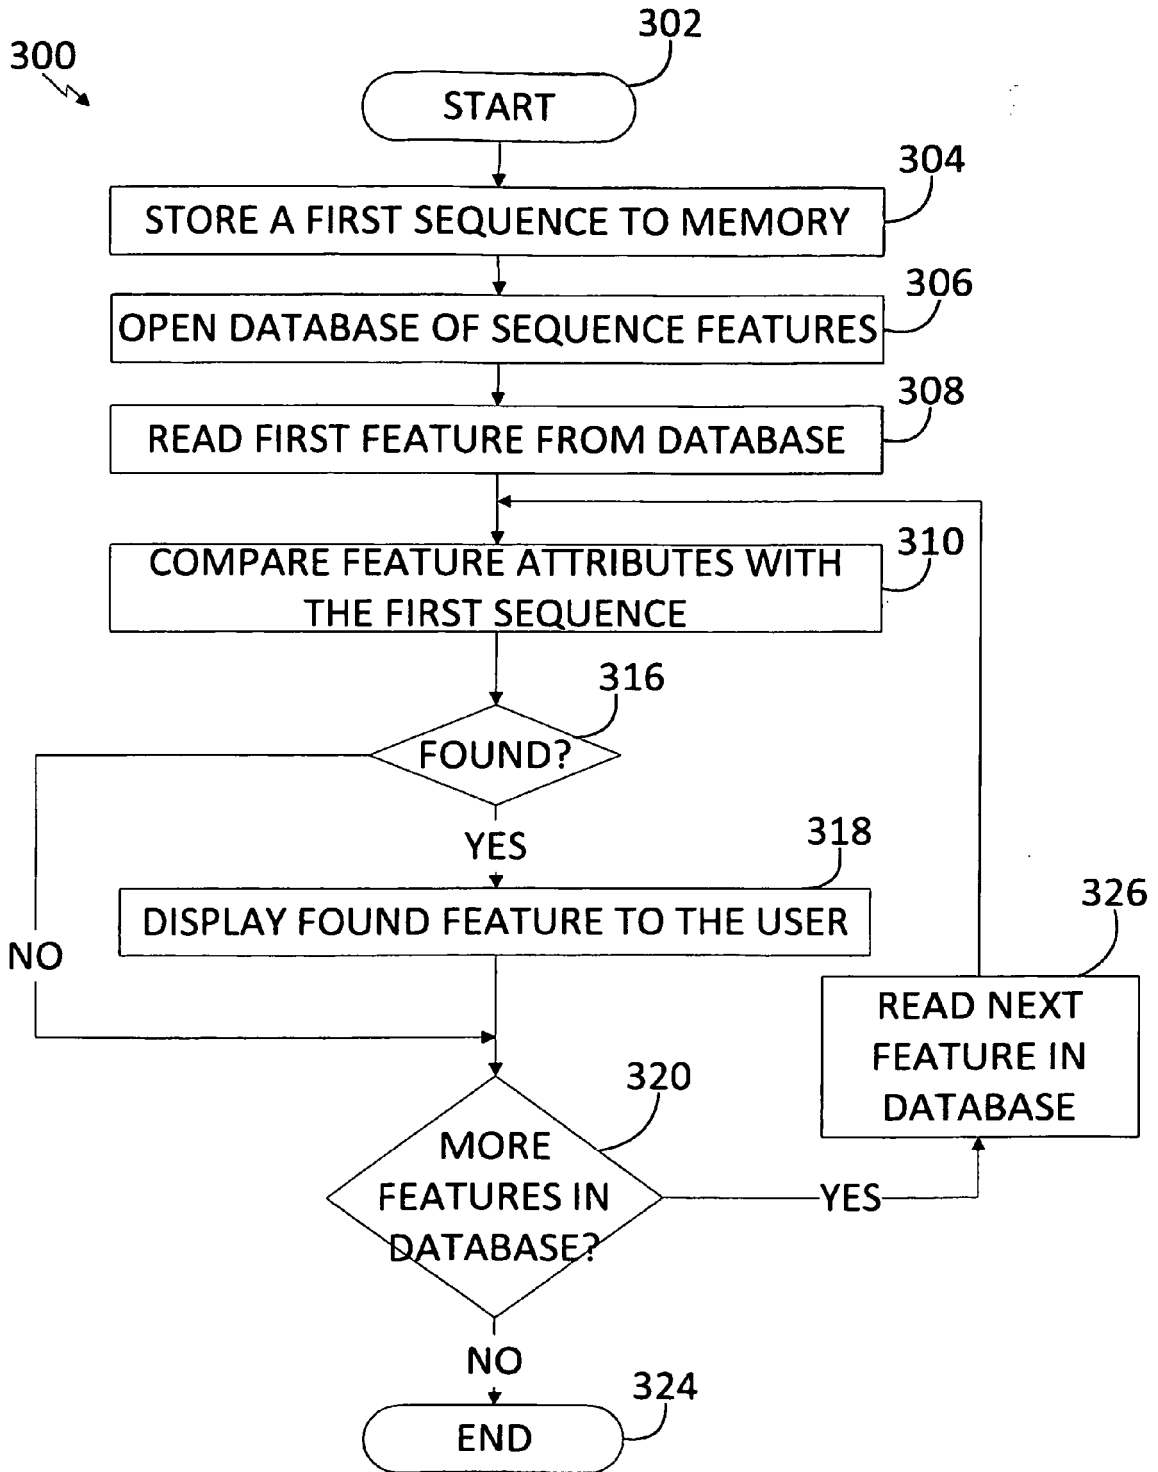 302
300
START
304
STORE A FIRST SEQUENCE TO MEMORY
306
OPEN DATABASE OF SEQUENCE FEATURES
308
READ FIRST FEATURE FROM DATABASE
310
COMPARE FEATURE ATTRIBUTES WITH
THE FIRST SEQUENCE
316
FOUND?
YES
318
DISPLAY FOUND FEATURE TO THE USER
NO
326
READ NEXT
FEATURE IN
DATABASE
320
MORE
FEATURES IN
DATABASE?
YES
NO
324
END